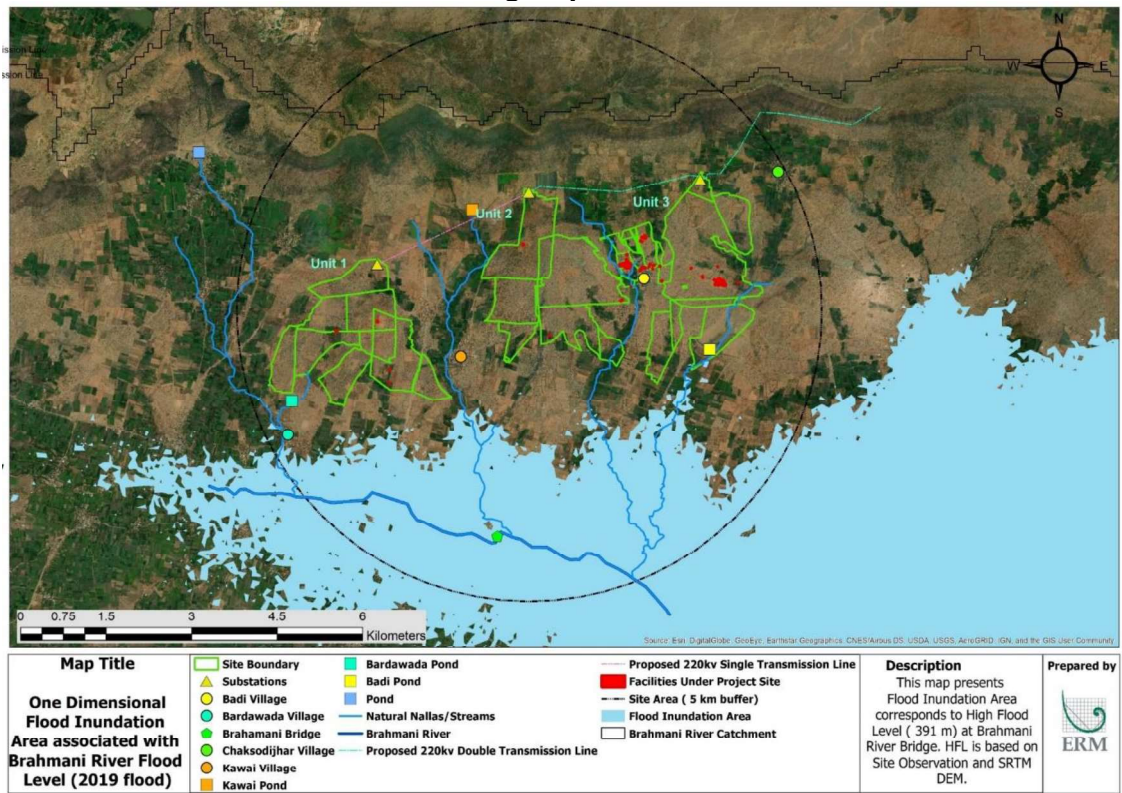 N
W E
S
ission Line
ssion Line
Unit 1
Unit 2
Unit 3
0 0.75 1.5 3 4.5 6
Kilometers
Source: Esri, DigitalGlobe, GeoEye, Earthstar Geographics, CNES/Airbus DS, USDA, USGS, AeroGRID, IGN, and the GIS User Community
Map Title
One Dimensional
Flood Inundation
Area associated with
Brahmani River Flood
Level (2019 flood)
Site Boundary
Substations
Badi Village
Bardawada Village
Brahamani Bridge
Chaksodijhar Village
Kawai Village
Kawai Pond
Bardawada Pond
Badi Pond
Pond
Natural Nallas/Streams
Brahmani River
Proposed 220kv Double Transmission Line
Proposed 220kv Single Transmission Line
Facilities Under Project Site
Site Area ( 5 km buffer)
Flood Inundation Area
Brahmani River Catchment
Description
This map presents
Flood Inundation Area
corresponds to High Flood
Level ( 391 m) at Brahmani
River Bridge. HFL is based on
Site Observation and SRTM
DEM.
Prepared by
ERM